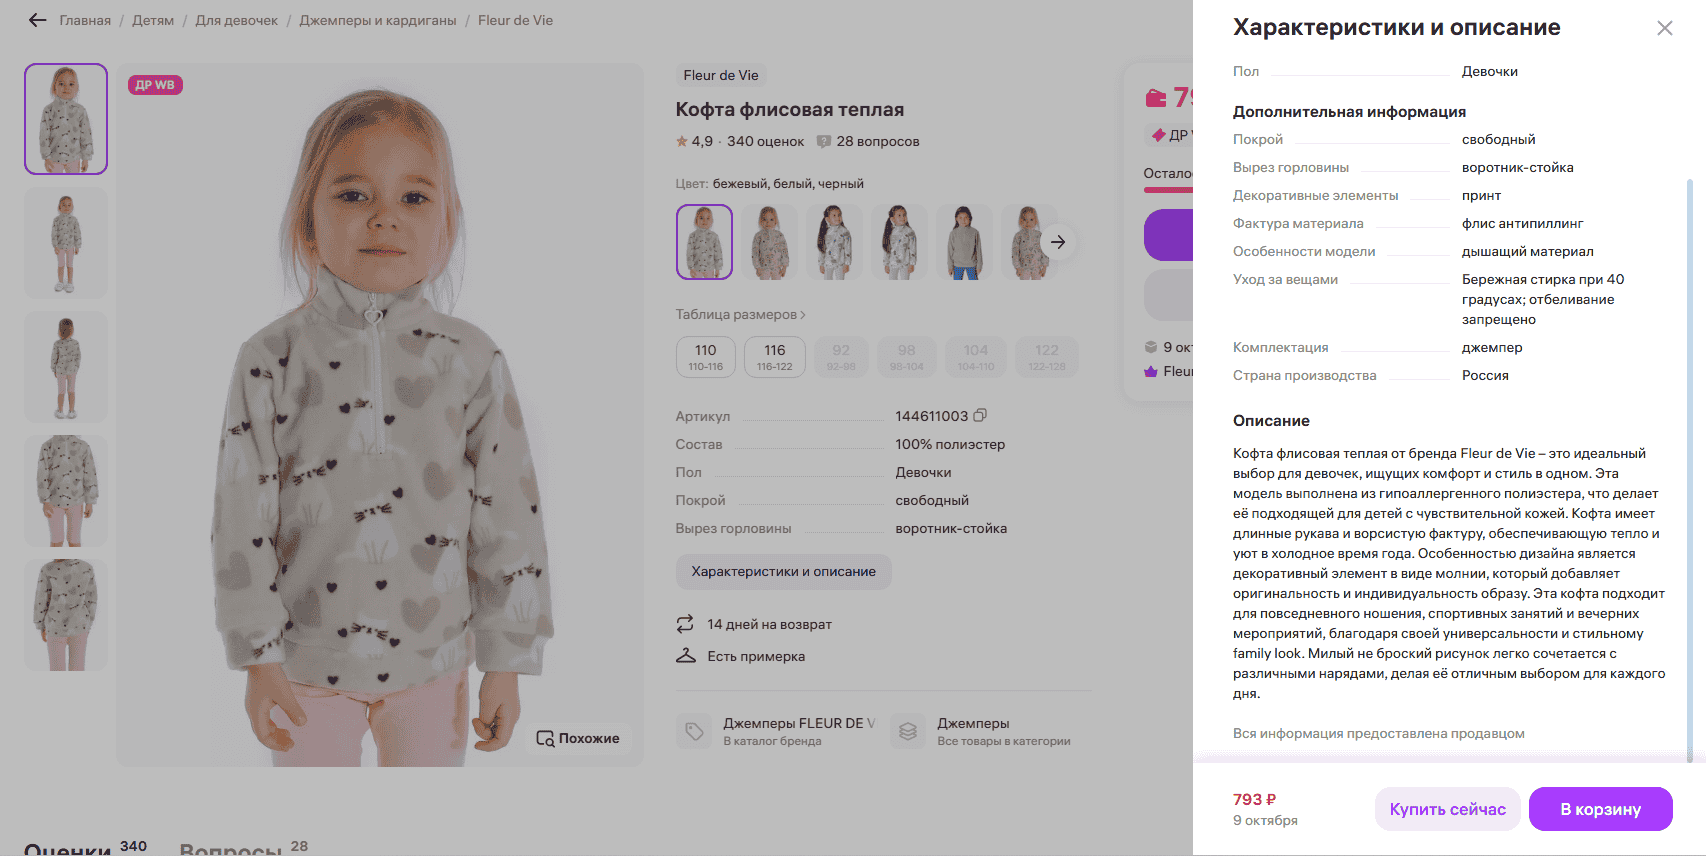 Главная / Детям / Для девочек / Джемперы и кардиганы / Fleur de Vie
ДР WB
Похожие
Fleur de Vie
Кофта флисовая теплая
4,9 · 340 оценок 28 вопросов
Цвет: бежевый, белый, черный
Таблица размеров
110 116 92 98 104 122
110-116 116-122 92-98 98-104 104-110 122-128
Артикул 144611003
Состав 100% полиэстер
Пол Девочки
Покрой свободный
Вырез горловины воротник-стойка
Характеристики и описание
14 дней на возврат
Есть примерка
Джемперы FLEUR DE V
В каталог бренда
Джемперы
Все товары в категории
79
ДР
Остало
9 ок
Fleur
Оценки 340 Вопросы 28
Характеристики и описание
Пол Девочки
Дополнительная информация
Покрой свободный
Вырез горловины воротник-стойка
Декоративные элементы принт
Фактура материала флис антипиллинг
Особенности модели дышащий материал
Уход за вещами Бережная стирка при 40
градусах; отбеливание
запрещено
Комплектация джемпер
Страна производства Россия
Описание
Кофта флисовая теплая от бренда Fleur de Vie – это идеальный
выбор для девочек, ищущих комфорт и стиль в одном. Эта
модель выполнена из гипоаллергенного полиэстера, что делает
её подходящей для детей с чувствительной кожей. Кофта имеет
длинные рукава и ворсистую фактуру, обеспечивающую тепло и
уют в холодное время года. Особенностью дизайна является
декоративный элемент в виде молнии, который добавляет
оригинальность и индивидуальность образу. Эта кофта подходит
для повседневного ношения, спортивных занятий и вечерних
мероприятий, благодаря своей универсальности и стильному
family look. Милый не броский рисунок легко сочетается с
различными нарядами, делая её отличным выбором для каждого
дня.
Вся информация предоставлена продавцом
793 ₽
9 октября
Купить сейчас
В корзину